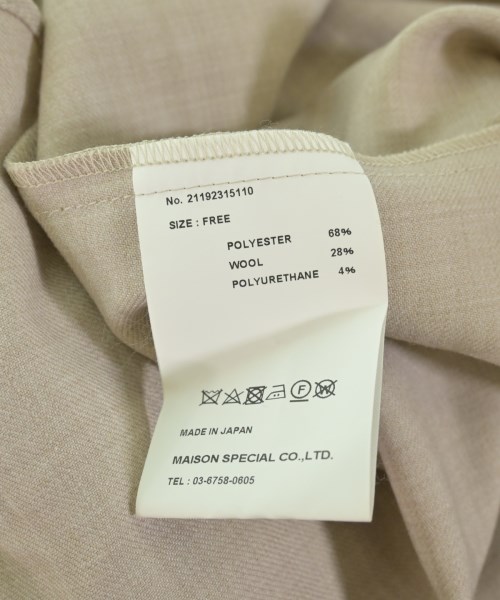 No. 21192315110
SIZE : FREE
POLYESTER 68%
WOOL 28%
POLYURETHANE 4%
F W
MADE IN JAPAN
MAISON SPECIAL CO.,LTD.
TEL : 03-6758-0605